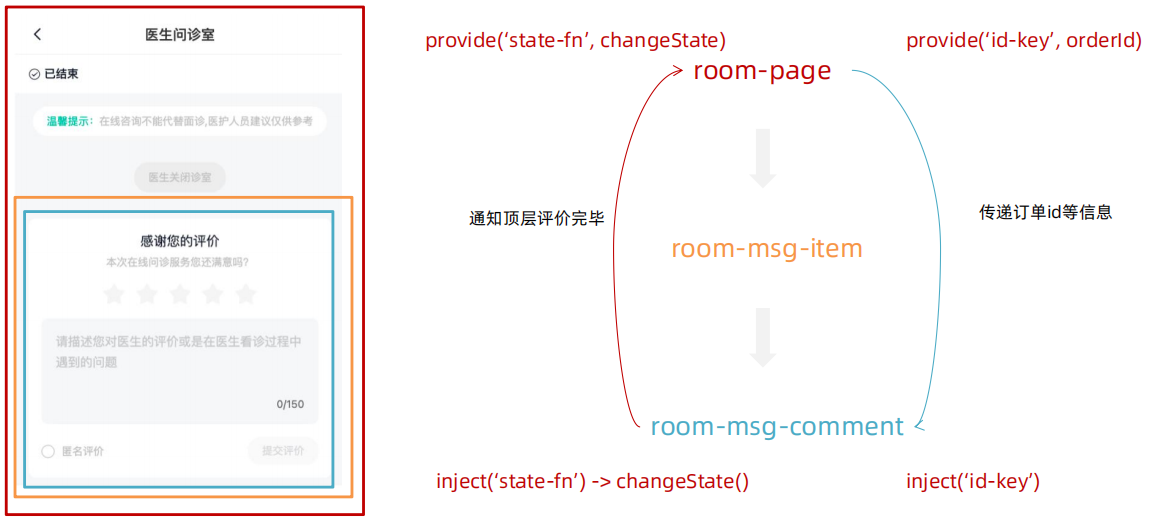 医生问诊室
已结束
温馨提示：在线咨询不能代替面诊,医护人员建议仅供参考
医生关闭诊室
感谢您的评价
本次在线问诊服务您还满意吗?
请描述您对医生的评价或是在医生看诊过程中
遇到的问题
0/150
匿名评价
提交评价
provide(‘state-fn’, changeState)
provide(‘id-key’, orderId)
room-page
通知顶层评价完毕
传递订单id等信息
room-msg-item
room-msg-comment
inject(‘state-fn’) -> changeState()
inject(‘id-key’)